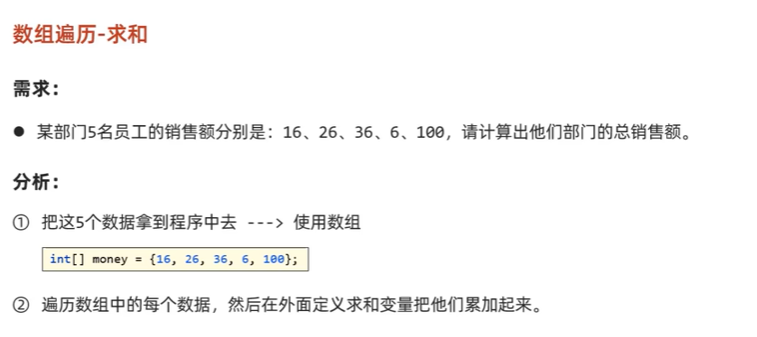 数组遍历-求和
需求：
● 某部门5名员工的销售额分别是：16、26、36、6、100，请计算出他们部门的总销售额。
分析：
① 把这5个数据拿到程序中去 ---> 使用数组
int[] money = {16, 26, 36, 6, 100};
② 遍历数组中的每个数据，然后在外面定义求和变量把他们累加起来。